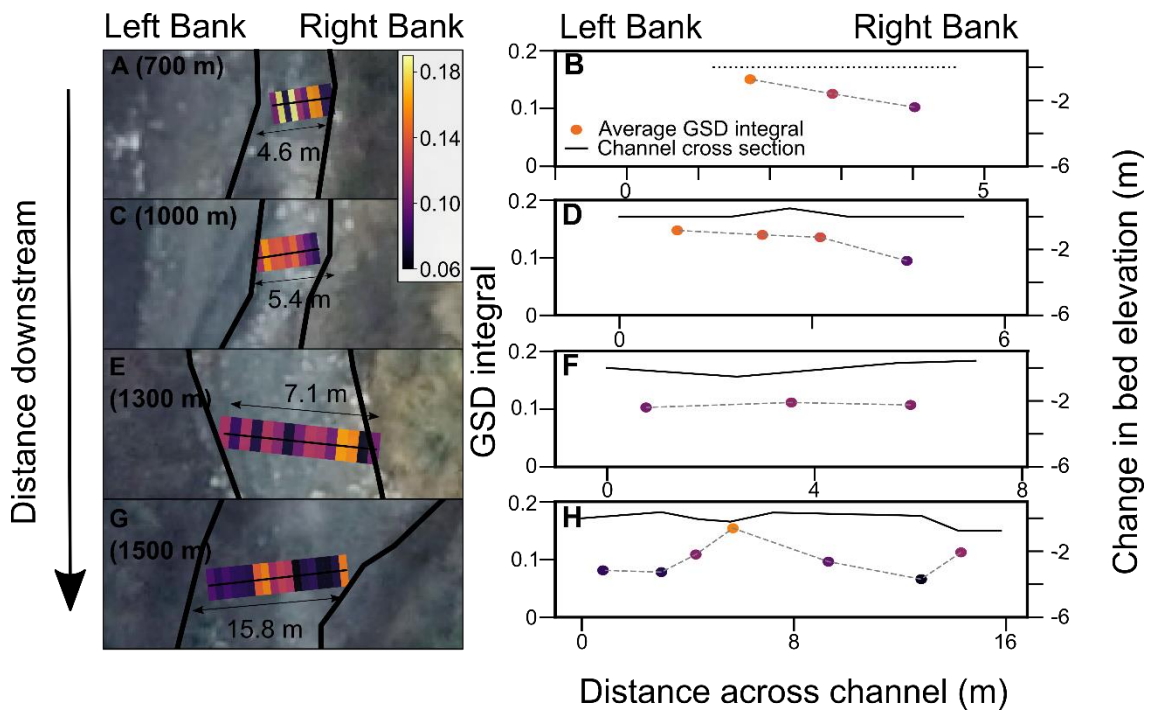 Left Bank Right Bank
Left Bank Right Bank
A (700 m)
0.18
0.14
0.10
0.06
4.6 m
C (1000 m)
5.4 m
E
(1300 m)
7.1 m
G
(1500 m)
15.8 m
Distance downstream
GSD integral
0.2
0.1
0
B
Average GSD integral
Channel cross section
-2
-6
0 5
0.2
0.1
0
D
-2
-6
0 6
0.2
0.1
0
F
-2
-6
0 4 8
0.2
0.1
0
H
-2
-6
0 8 16
Distance across channel (m)
Change in bed elevation (m)